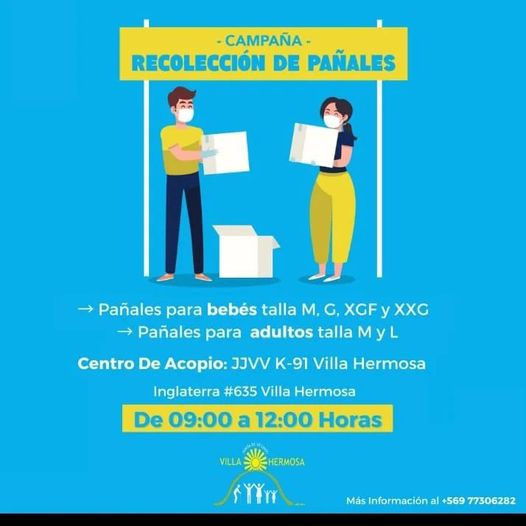 - CAMPAÑA -
RECOLECCIÓN DE PAÑALES
→ Pañales para bebés talla M, G, XGF y XXG
→ Pañales para adultos talla M y L
Centro De Acopio: JJVV K-91 Villa Hermosa
Inglaterra #635 Villa Hermosa
De 09:00 a 12:00 Horas
VILLA HERMOSA
Más Información al +569 77306282